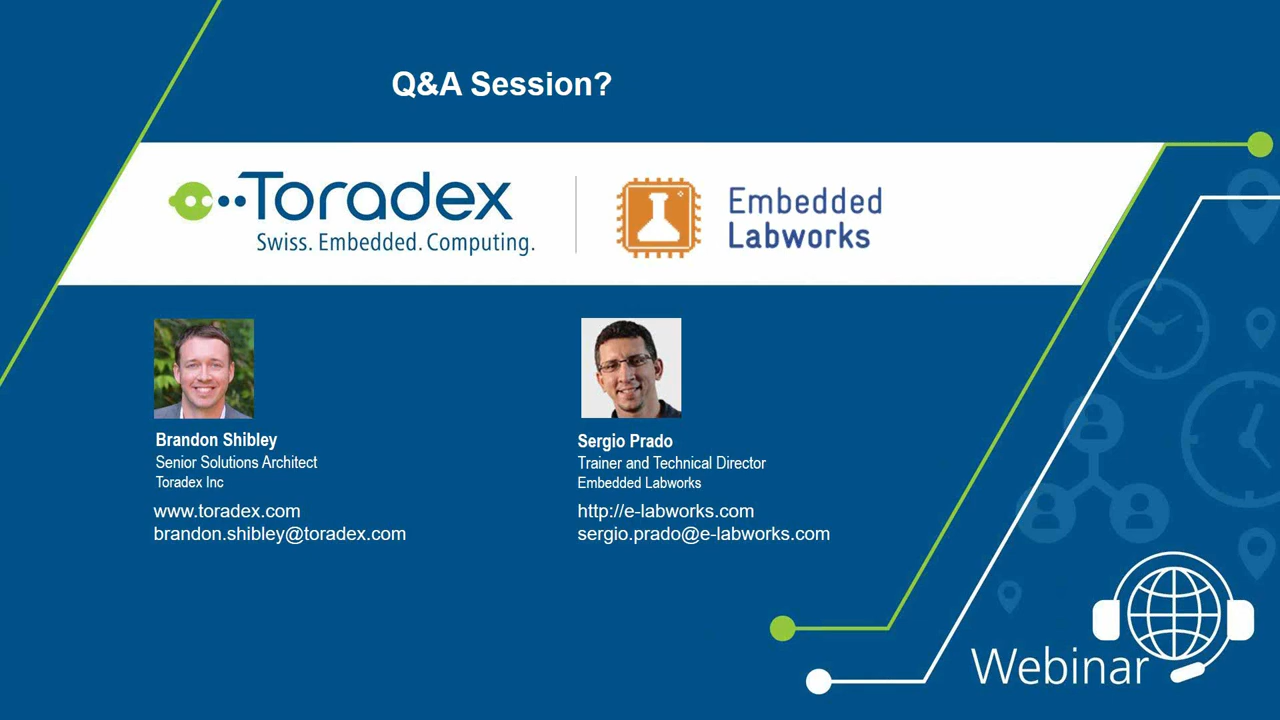 Q&A Session?
Toradex
Swiss. Embedded. Computing.
Embedded
Labworks
Brandon Shibley
Senior Solutions Architect
Toradex Inc
www.toradex.com
brandon.shibley@toradex.com
Sergio Prado
Trainer and Technical Director
Embedded Labworks
http://e-labworks.com
sergio.prado@e-labworks.com
Webinar